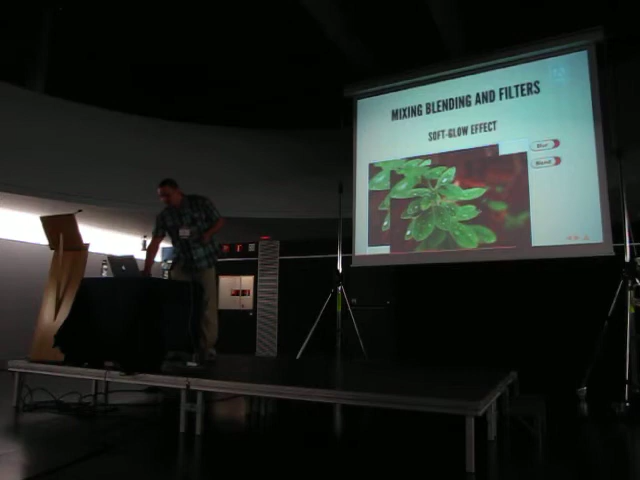 MIXING BLENDING AND FILTERS
SOFT-GLOW EFFECT
Blur
Blend